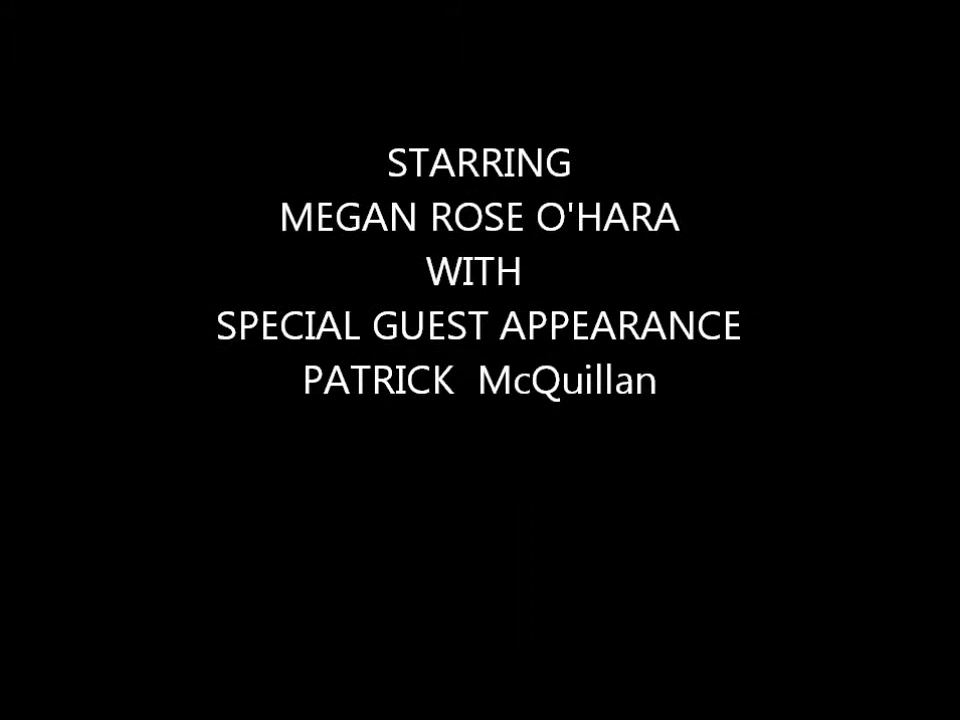 STARRING
MEGAN ROSE O'HARA
WITH
SPECIAL GUEST APPEARANCE
PATRICK  McQuillan